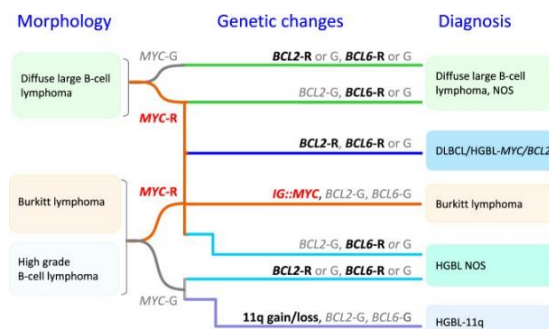 Morphology
Genetic changes
Diagnosis
MYC-G
BCL2-R or G, BCL6-R or G
Diffuse large B-cell
lymphoma
Diffuse large B-cell
lymphoma, NOS
BCL2-G, BCL6-R or G
MYC-R
BCL2-R, BCL6-R or G
DLBCL/HGBL-MYC/BCL2
MYC-R
IG::MYC, BCL2-G, BCL6-G
Burkitt lymphoma
Burkitt lymphoma
BCL2-G, BCL6-R or G
High grade
B-cell lymphoma
HGBL NOS
BCL2-R or G, BCL6-R or G
MYC-G
11q gain/loss, BCL2-G, BCL6-G
HGBL-11q